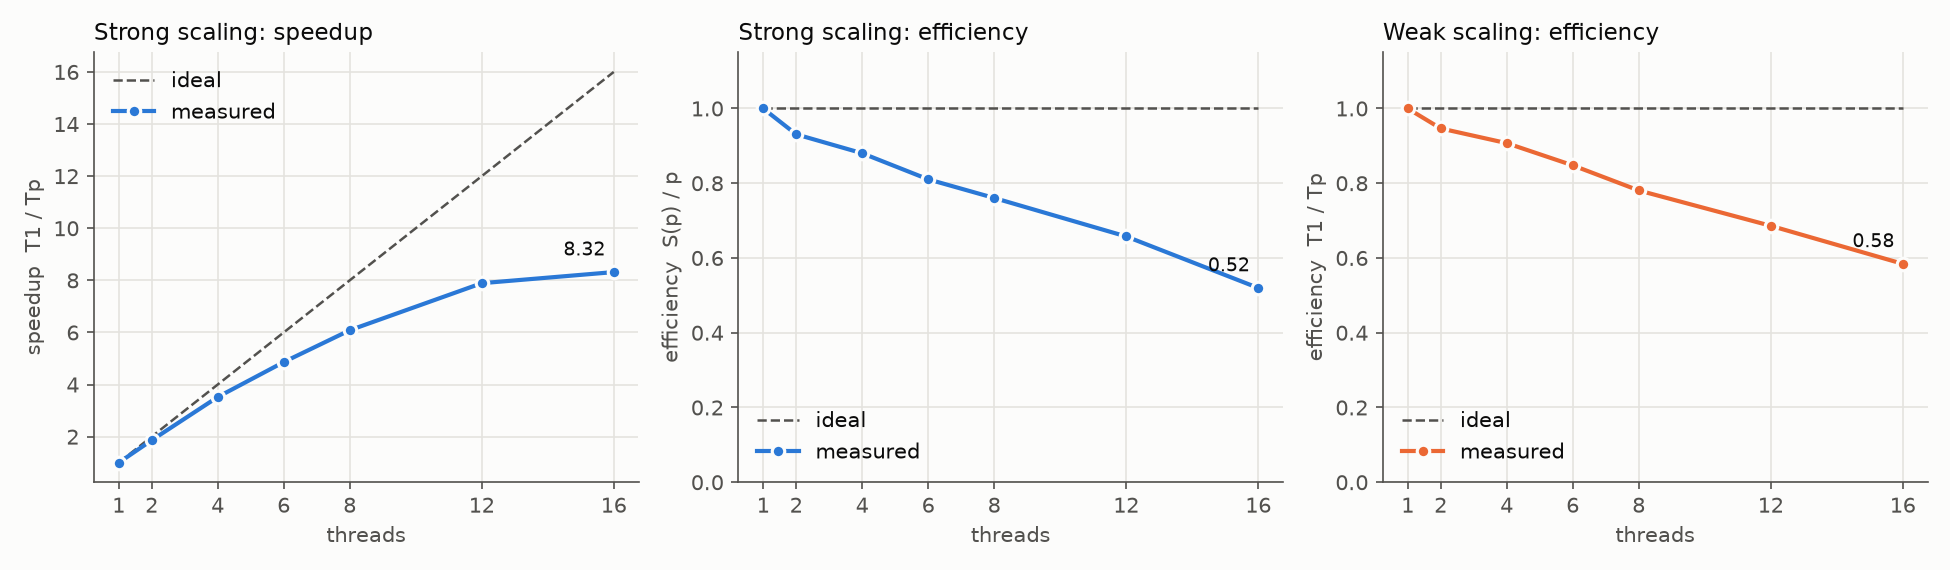 Strong scaling: speedup
ideal
measured
16
14
12
10
8
6
4
2
speedup T1 / Tp
8.32
1 2 4 6 8 12 16
threads
Strong scaling: efficiency
1.0
0.8
0.6
0.4
0.2
0.0
efficiency S(p) / p
0.52
ideal
measured
1 2 4 6 8 12 16
threads
Weak scaling: efficiency
1.0
0.8
0.6
0.4
0.2
0.0
efficiency T1 / Tp
0.58
ideal
measured
1 2 4 6 8 12 16
threads